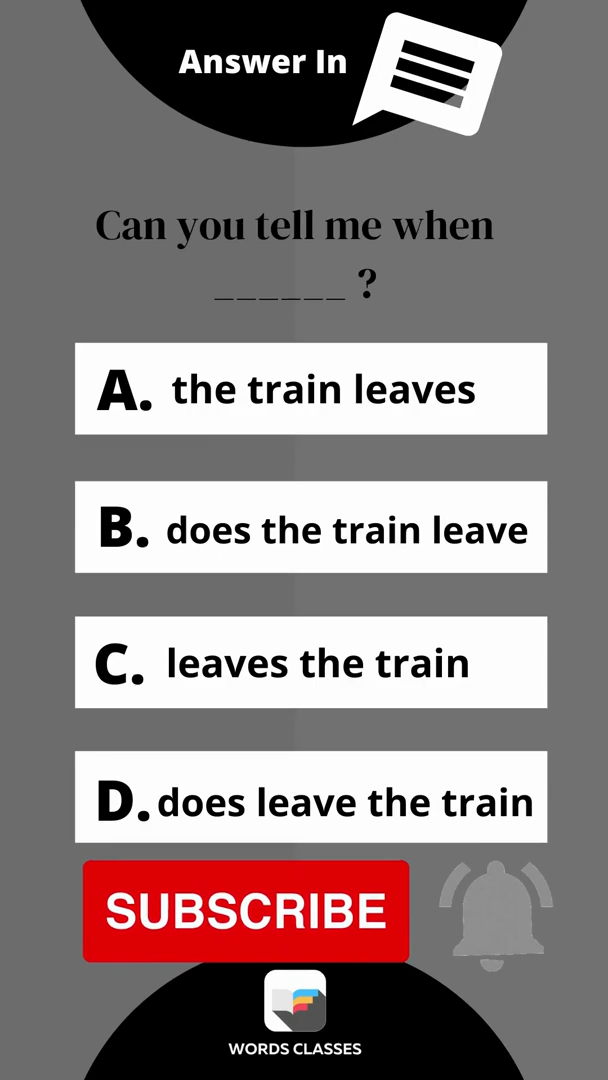 Answer In
Can you tell me when
______ ?
A. the train leaves
B. does the train leave
C. leaves the train
D. does leave the train
SUBSCRIBE
WORDS CLASSES